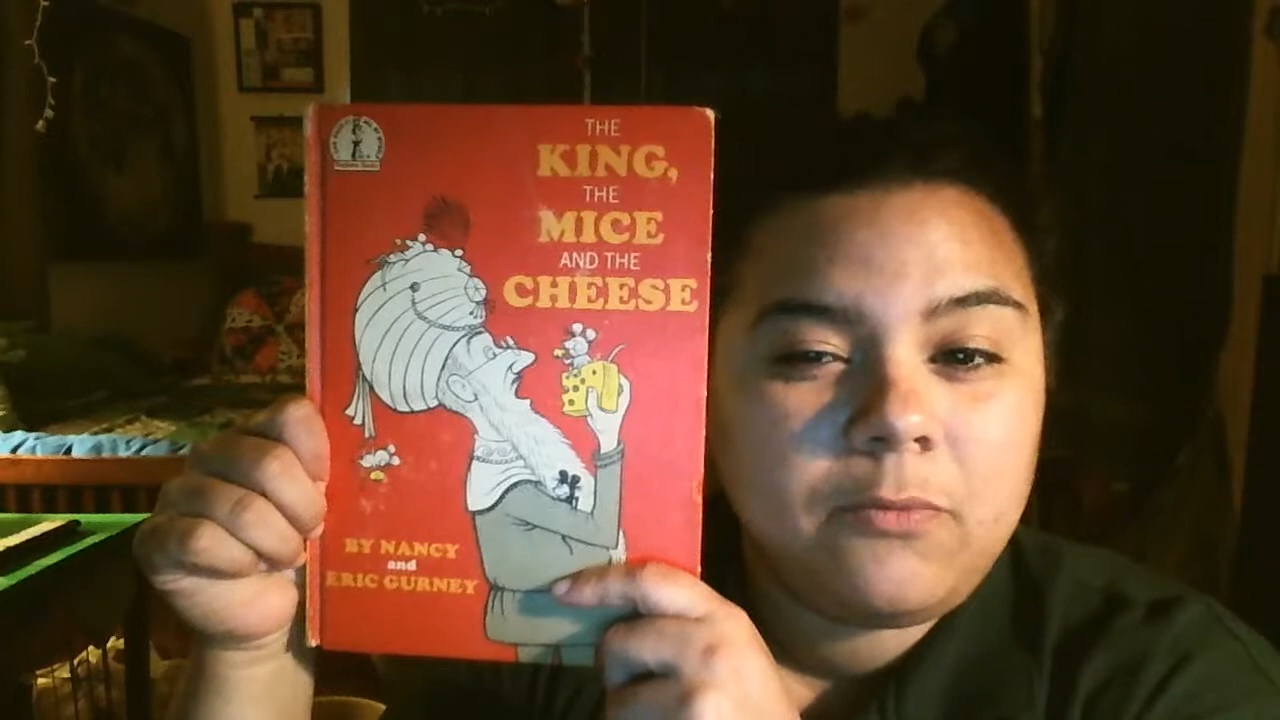 THE
KING,
THE
MICE
AND THE
CHEESE
BY NANCY
and
ERIC GURNEY